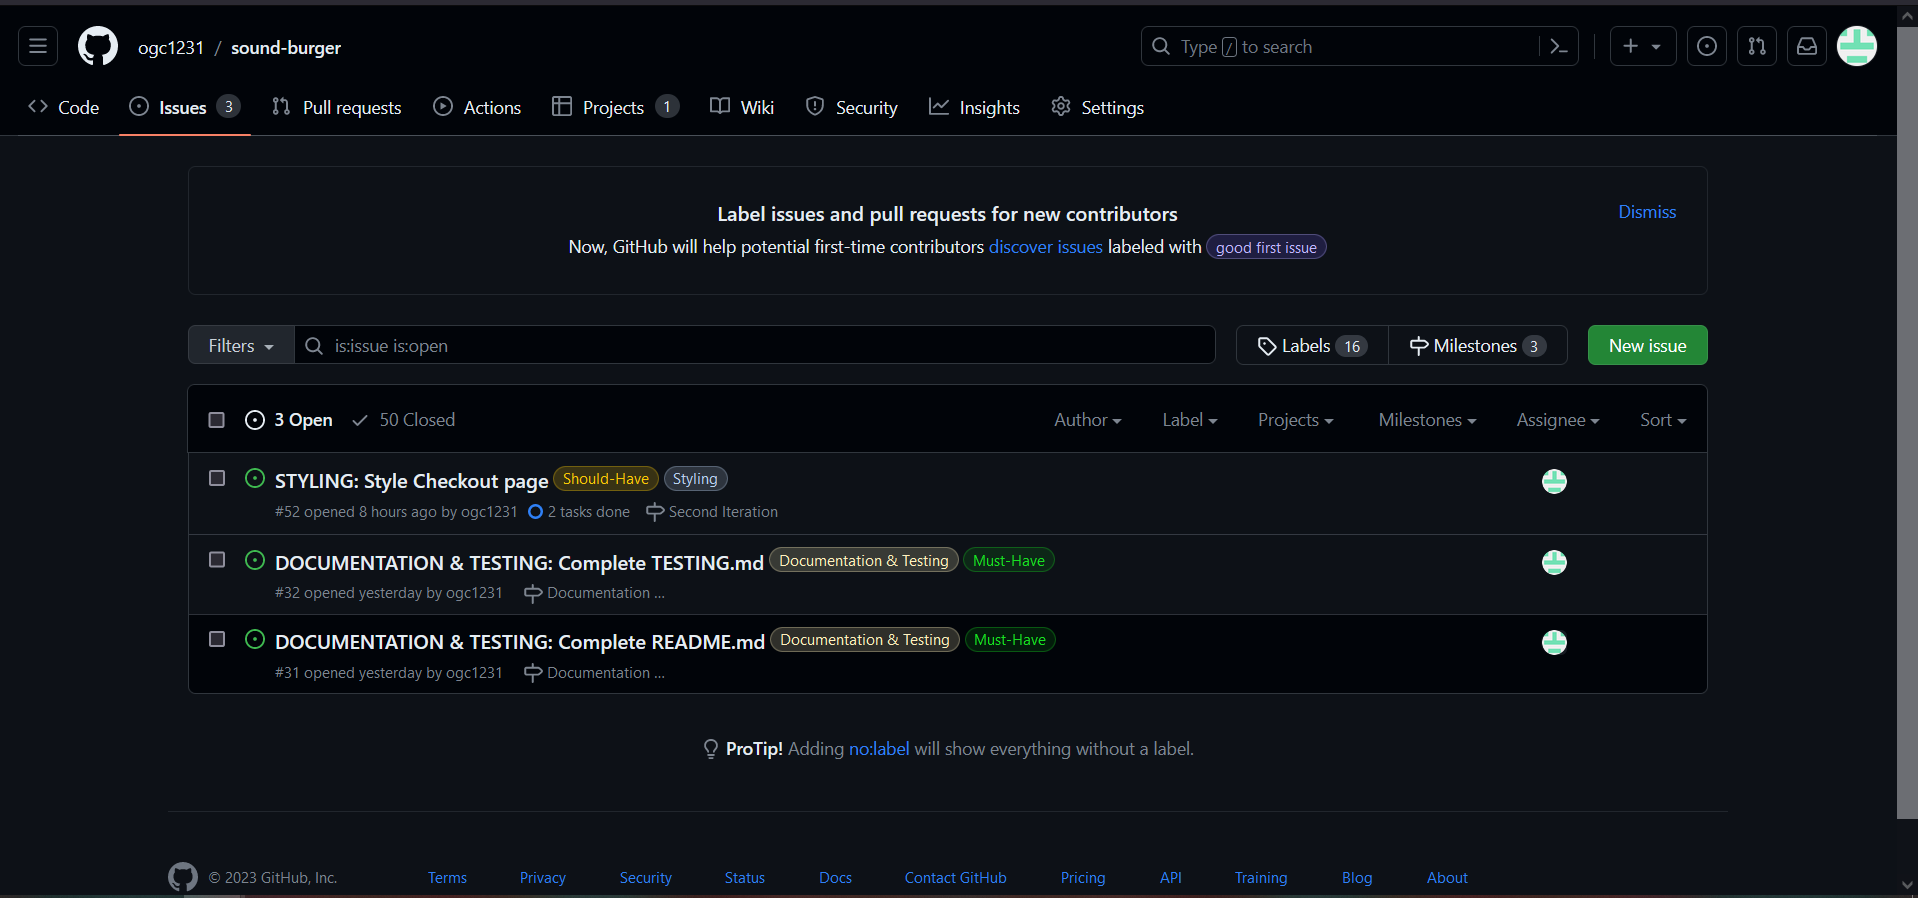 ogc1231 / sound-burger
Type / to search
Code Issues 3 Pull requests Actions Projects 1 Wiki Security Insights Settings
Label issues and pull requests for new contributors
Dismiss
Now, GitHub will help potential first-time contributors discover issues labeled with good first issue
Filters is:issue is:open Labels 16 Milestones 3 New issue
3 Open 50 Closed Author Label Projects Milestones Assignee Sort
STYLING: Style Checkout page Should-Have Styling
#52 opened 8 hours ago by ogc1231 2 tasks done Second Iteration
DOCUMENTATION & TESTING: Complete TESTING.md Documentation & Testing Must-Have
#32 opened yesterday by ogc1231 Documentation ...
DOCUMENTATION & TESTING: Complete README.md Documentation & Testing Must-Have
#31 opened yesterday by ogc1231 Documentation ...
ProTip! Adding no:label will show everything without a label.
© 2023 GitHub, Inc. Terms Privacy Security Status Docs Contact GitHub Pricing API Training Blog About